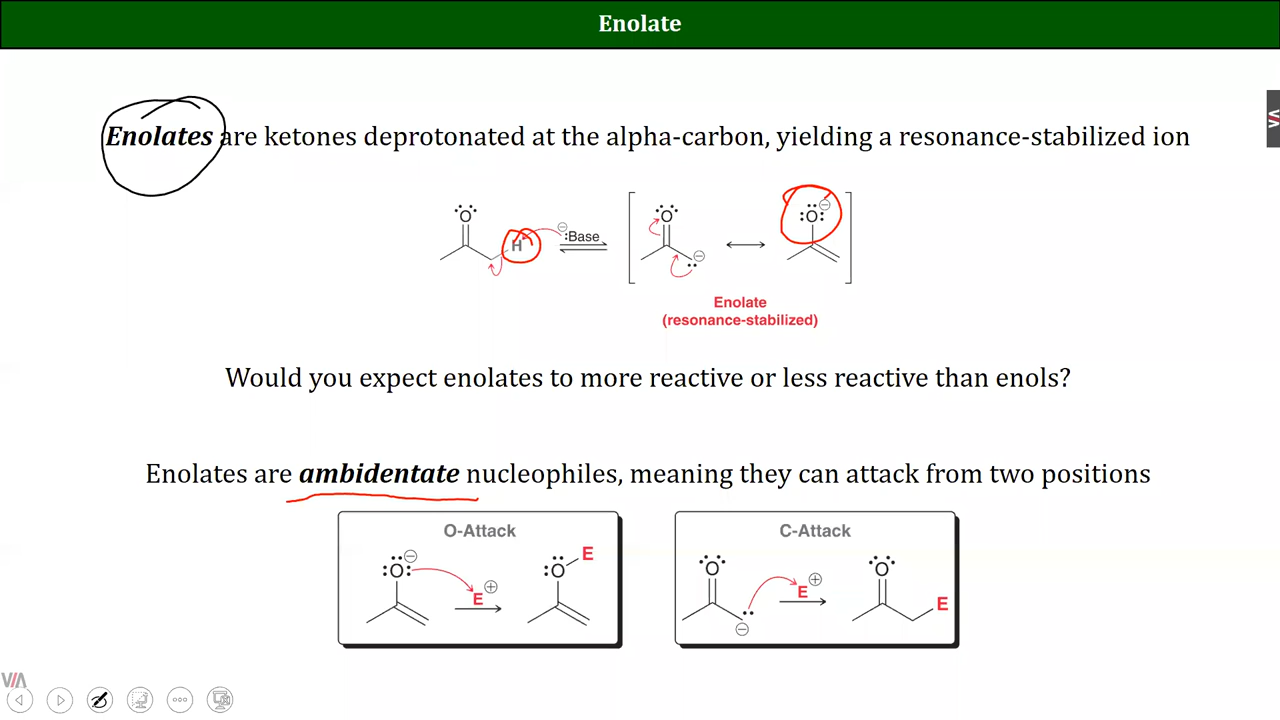 Enolate
Enolates are ketones deprotonated at the alpha-carbon, yielding a resonance-stabilized ion
O H :Base O O
Enolate
(resonance-stabilized)
Would you expect enolates to more reactive or less reactive than enols?
Enolates are ambidentate nucleophiles, meaning they can attack from two positions
O-Attack
O E O E
C-Attack
O E O E
VIA